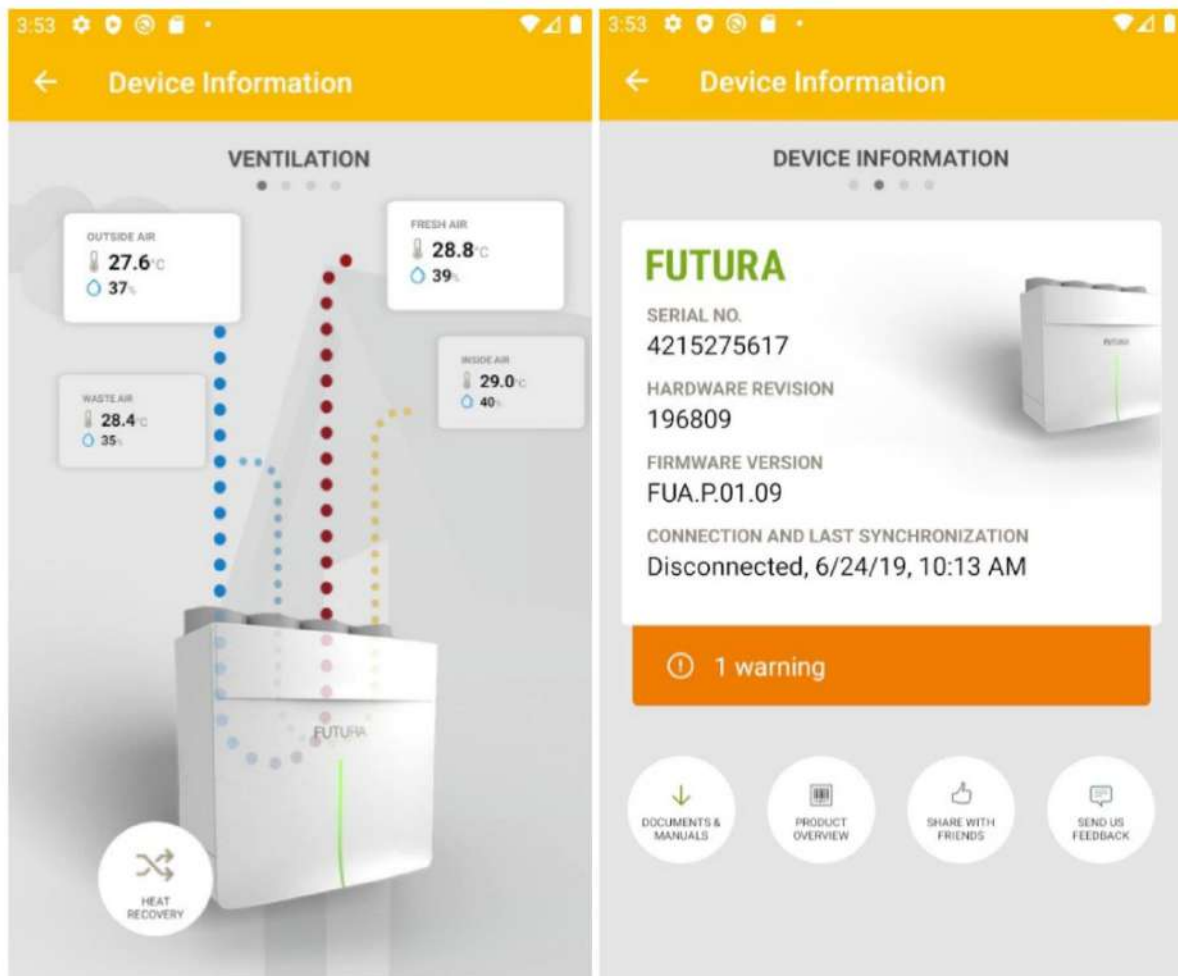 3:53
Device Information
VENTILATION
OUTSIDE AIR
27.6°C
37%
FRESH AIR
28.8°C
39%
WASTE AIR
28.4°C
35%
INSIDE AIR
29.0°C
40%
FUTURA
HEAT
RECOVERY
3:53
Device Information
DEVICE INFORMATION
FUTURA
SERIAL NO.
4215275617
HARDWARE REVISION
196809
FIRMWARE VERSION
FUA.P.01.09
CONNECTION AND LAST SYNCHRONIZATION
Disconnected, 6/24/19, 10:13 AM
FUTURA
1 warning
DOCUMENTS &
MANUALS
PRODUCT
OVERVIEW
SHARE WITH
FRIENDS
SEND US
FEEDBACK